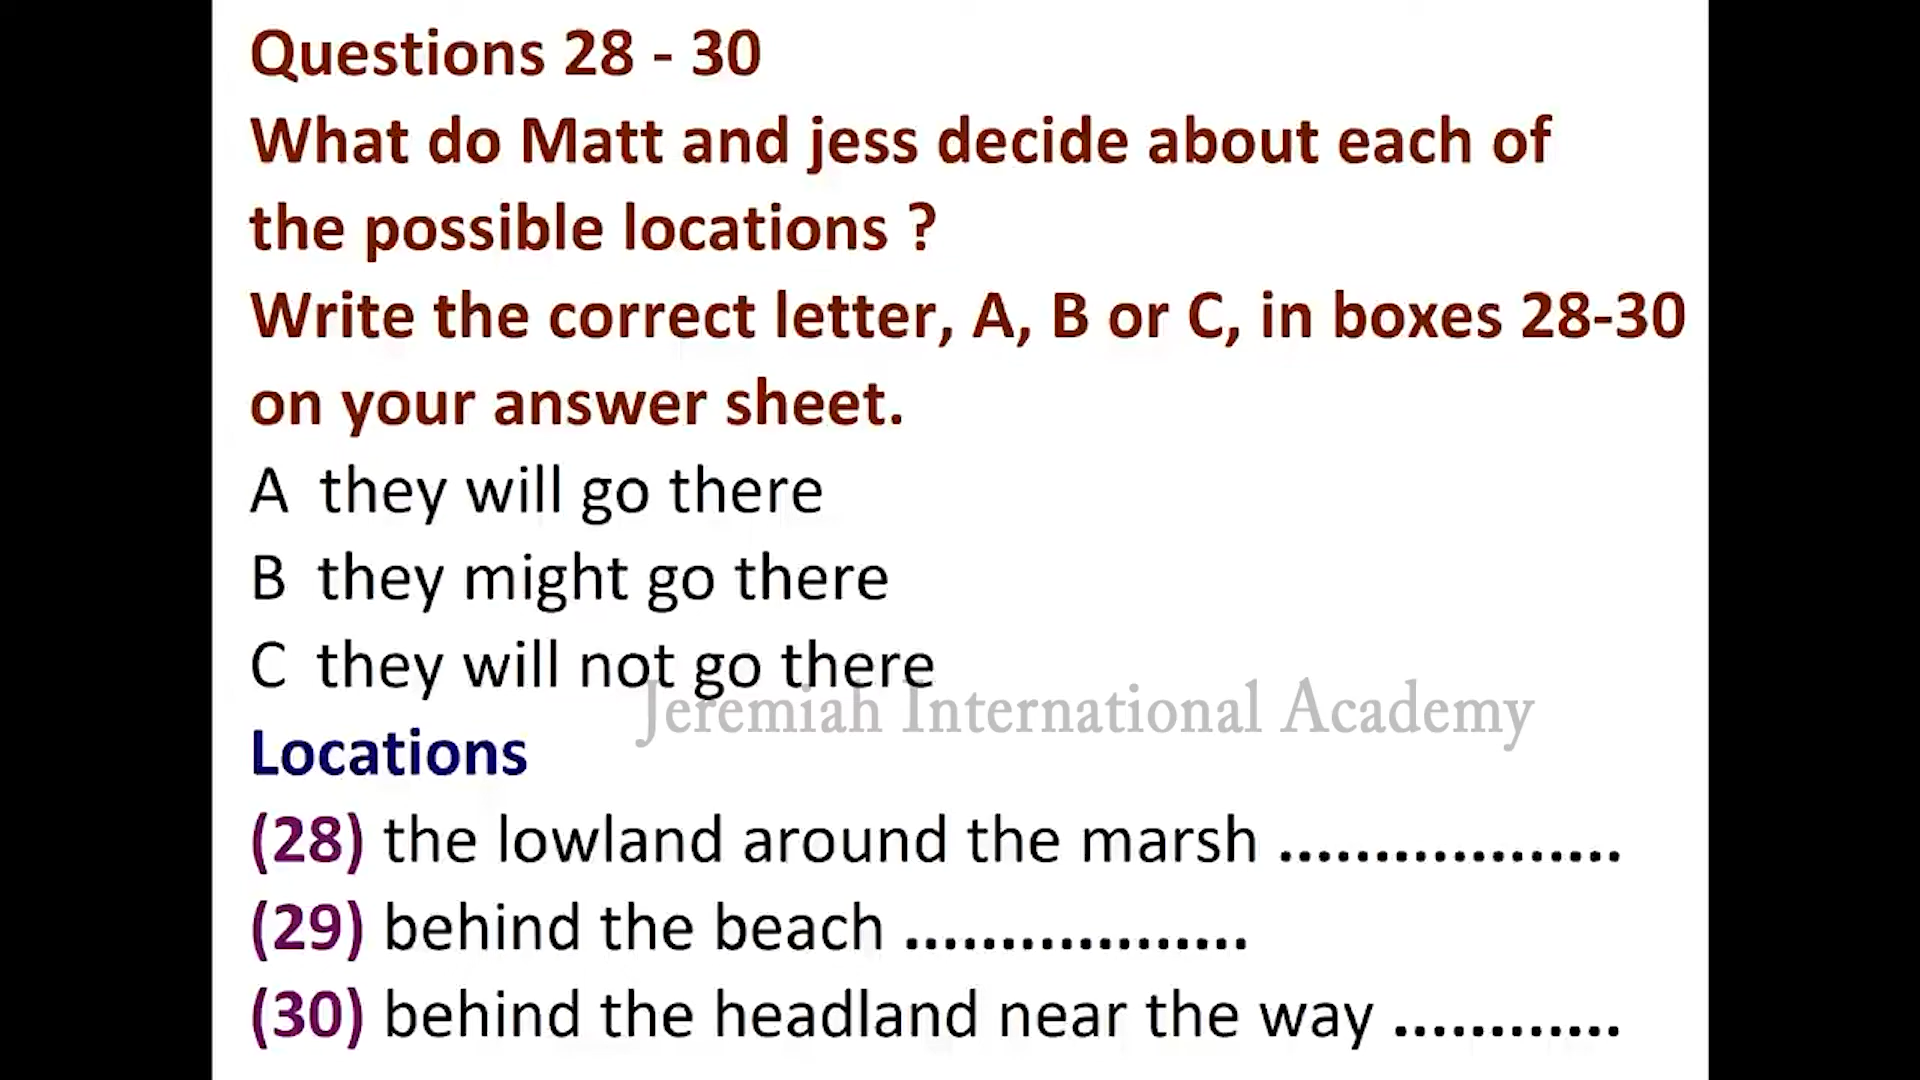 Questions 28 - 30
What do Matt and jess decide about each of
the possible locations ?
Write the correct letter, A, B or C, in boxes 28-30
on your answer sheet.
A they will go there
B they might go there
C they will not go there
Jeremiah International Academy
Locations
(28) the lowland around the marsh ..................
(29) behind the beach ..................
(30) behind the headland near the way ............